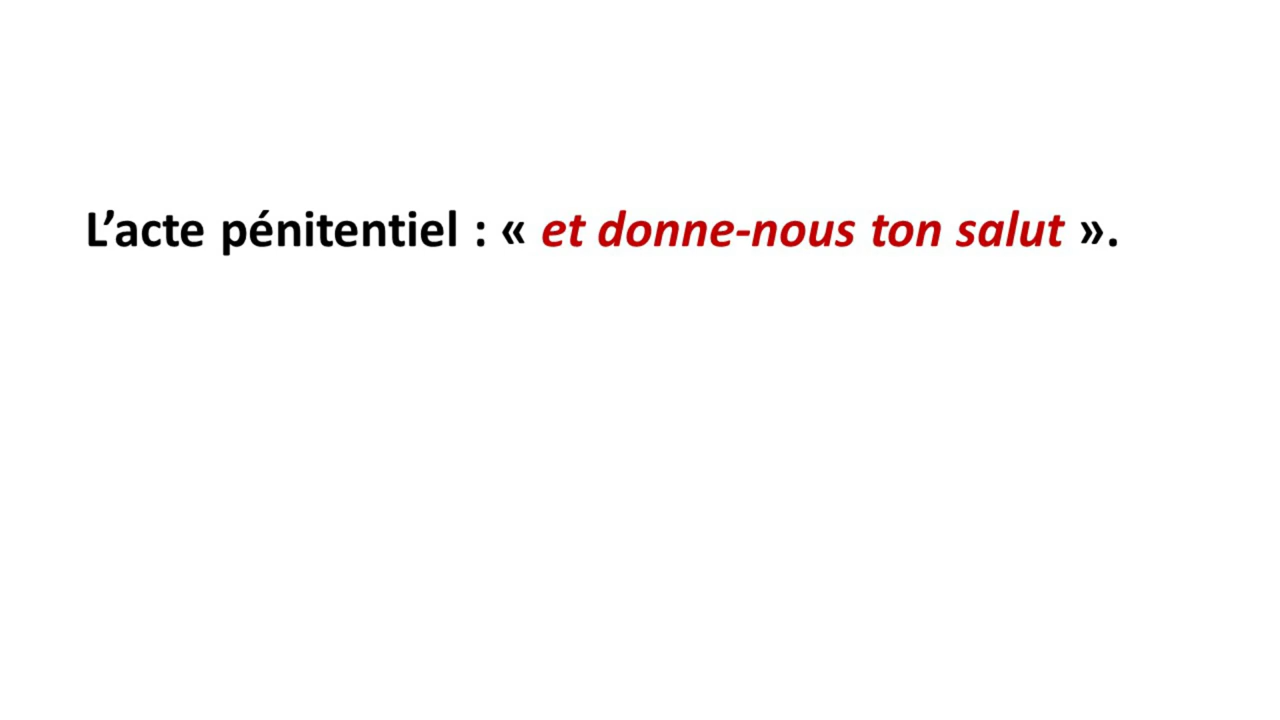 L’acte pénitentiel : « et donne-nous ton salut ».